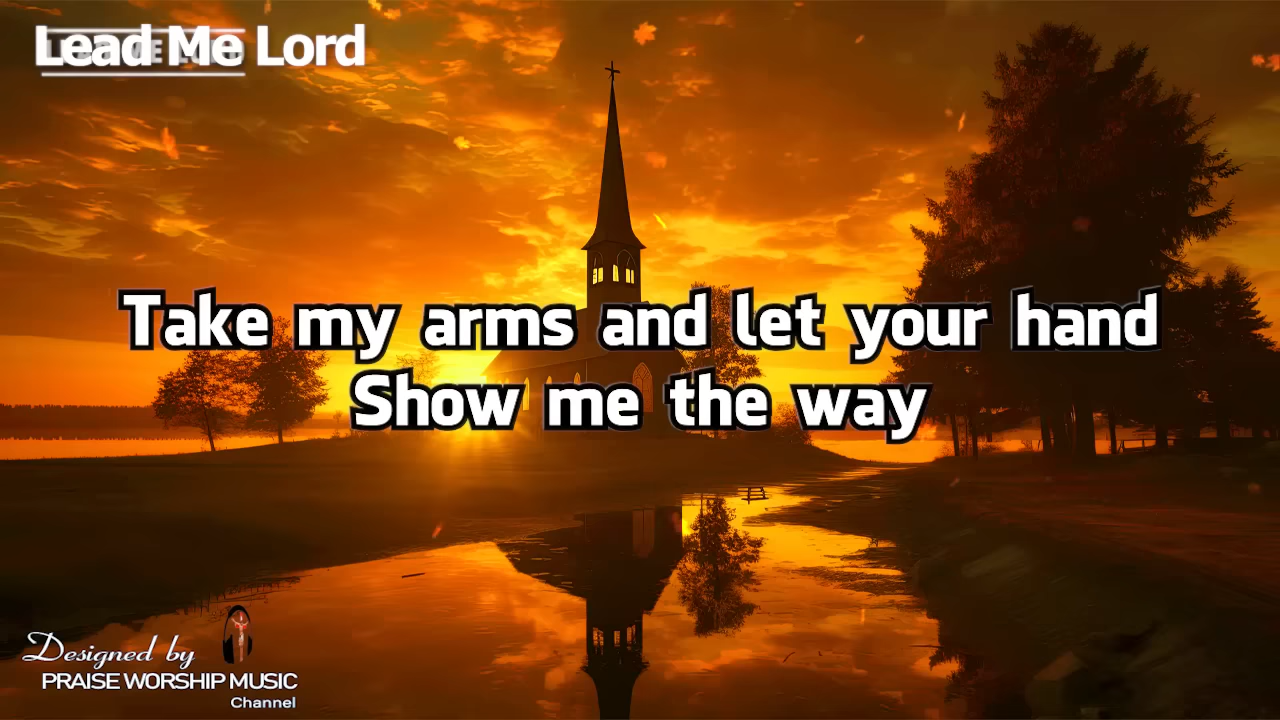 Lead Me Lord
Take my arms and let your hand
Show me the way
Designed by
PRAISE WORSHIP MUSIC
Channel